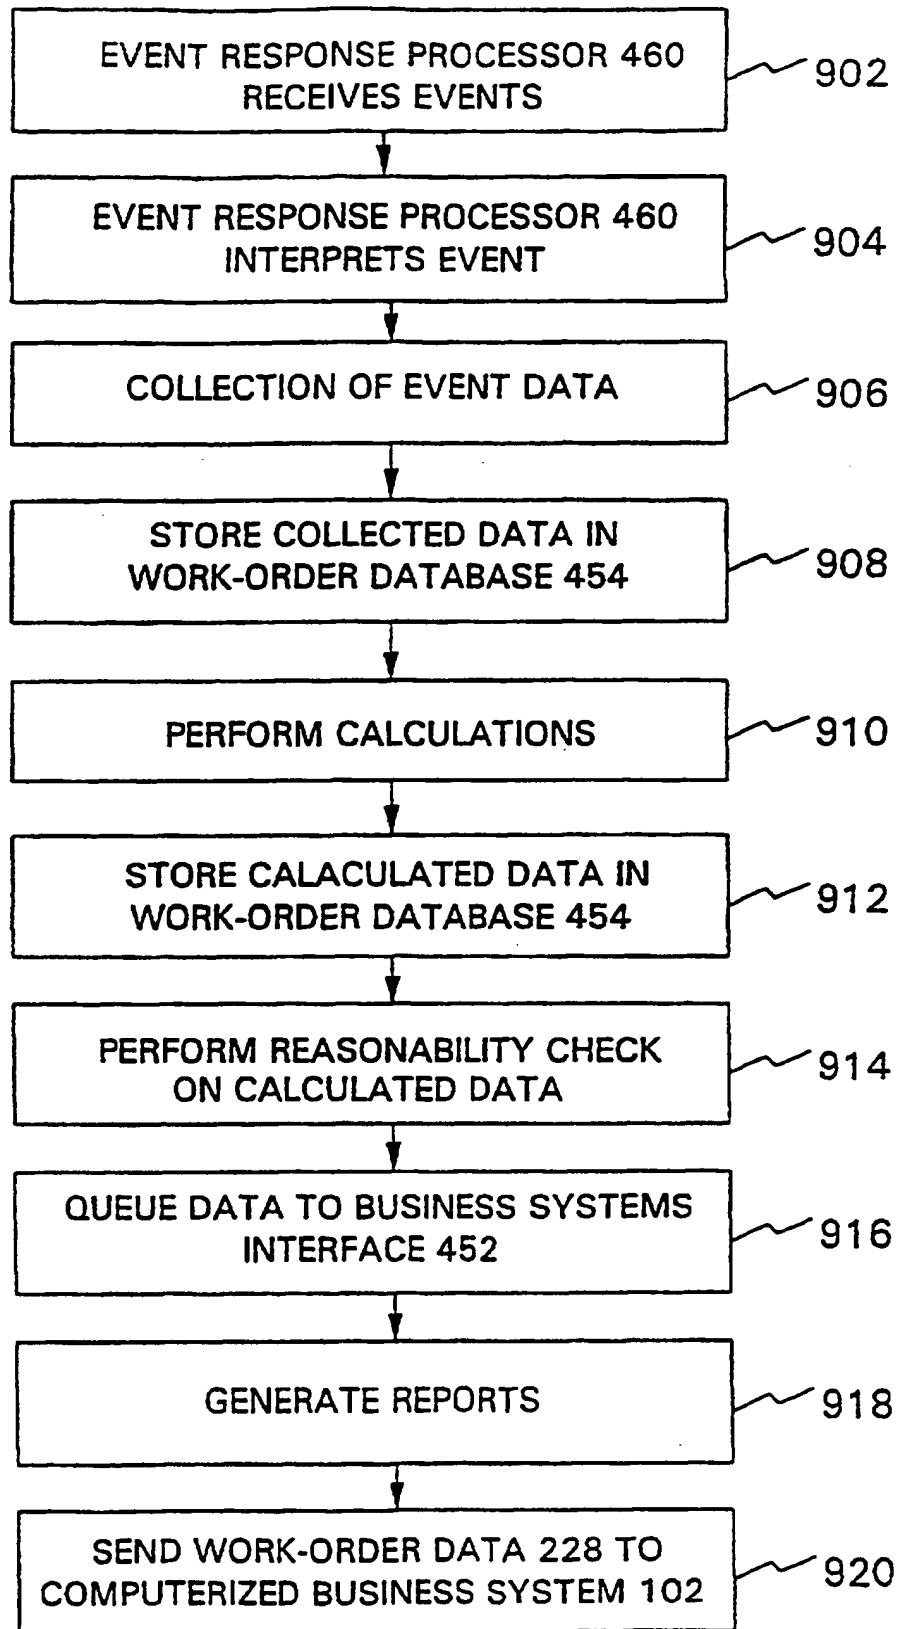 EVENT RESPONSE PROCESSOR 460
RECEIVES EVENTS
902
EVENT RESPONSE PROCESSOR 460
INTERPRETS EVENT
904
COLLECTION OF EVENT DATA
906
STORE COLLECTED DATA IN
WORK-ORDER DATABASE 454
908
PERFORM CALCULATIONS
910
STORE CALACULATED DATA IN
WORK-ORDER DATABASE 454
912
PERFORM REASONABILITY CHECK
ON CALCULATED DATA
914
QUEUE DATA TO BUSINESS SYSTEMS
INTERFACE 452
916
GENERATE REPORTS
918
SEND WORK-ORDER DATA 228 TO
COMPUTERIZED BUSINESS SYSTEM 102
920